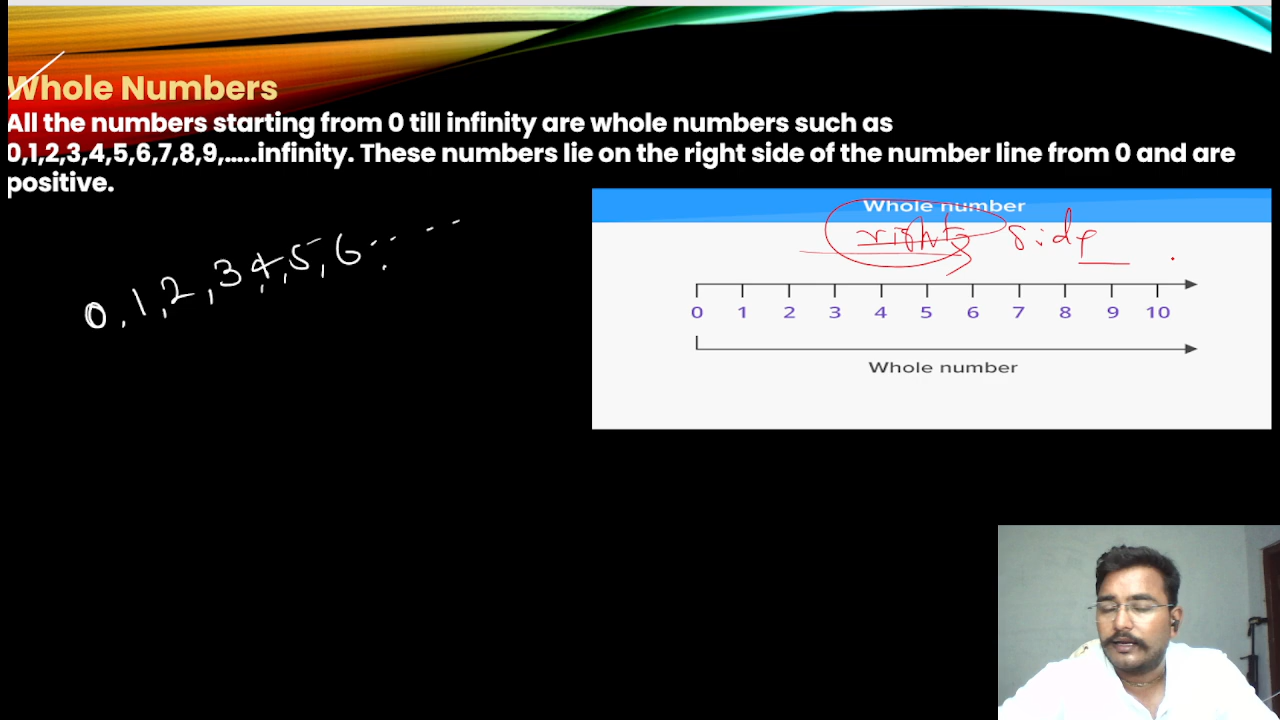 Whole Numbers
All the numbers starting from 0 till infinity are whole numbers such as
0,1,2,3,4,5,6,7,8,9,.....infinity. These numbers lie on the right side of the number line from 0 and are
positive.
Whole number
right side
0,1,2,3,4,5,6.......
0 1 2 3 4 5 6 7 8 9 10
Whole number